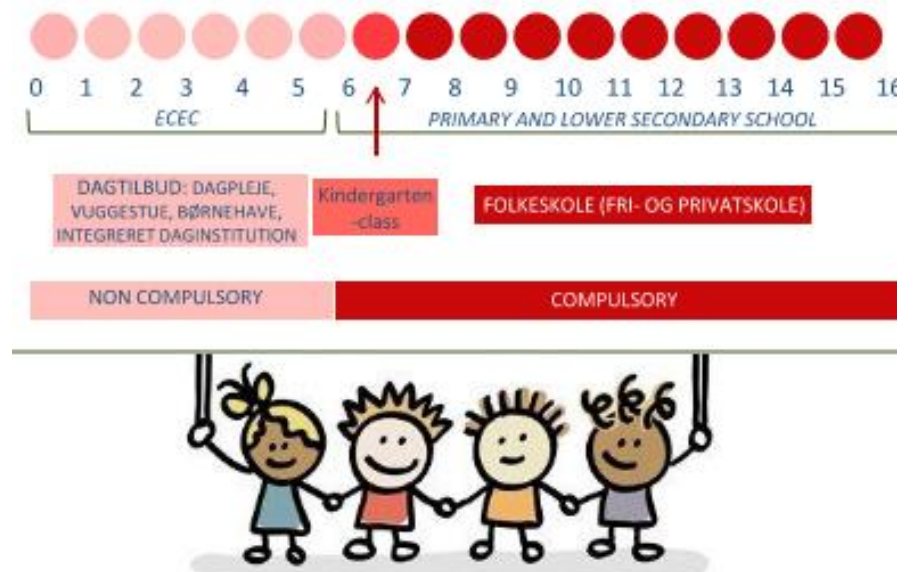 0 1 2 3 4 5 6 7 8 9 10 11 12 13 14 15 16
ECEC PRIMARY AND LOWER SECONDARY SCHOOL
DAGTILBUD: DAGPLEJE,
VUGGESTUE, BØRNEHAVE,
INTEGRERET DAGINSTITUTION
Kindergarten
-class
FOLKESKOLE (FRI- OG PRIVATSKOLE)
NON COMPULSORY COMPULSORY